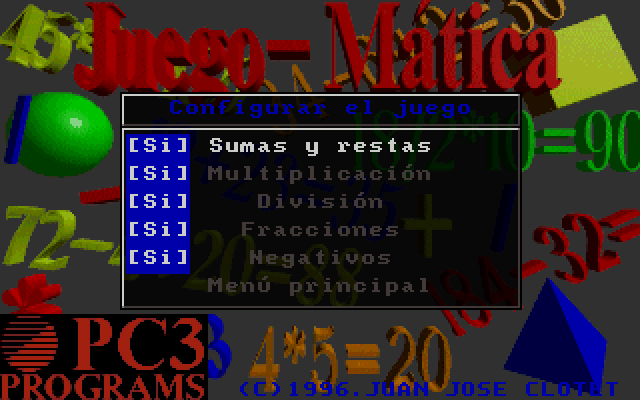 Juego-Mática
Configurar el juego
[Si] Sumas y restas
[Si] Multiplicación
[Si] División
[Si] Fracciones
[Si] Negativos
Menú principal
PC3
PROGRAMS
4*5=20
(C)1996.JUAN JOSE CLOTET